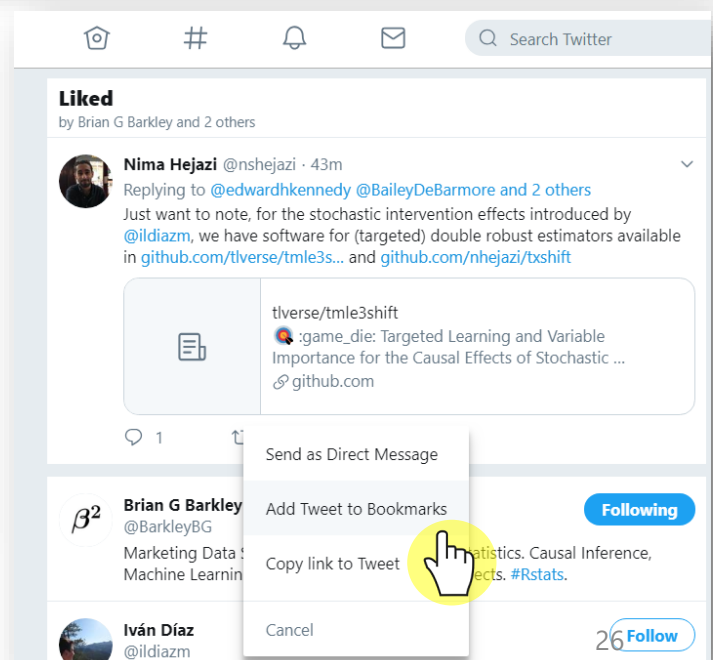 Search Twitter
Liked
by Brian G Barkley and 2 others
Nima Hejazi @nshejazi · 43m
Replying to @edwardhkennedy @BaileyDeBarmore and 2 others
Just want to note, for the stochastic intervention effects introduced by
@ildiazm, we have software for (targeted) double robust estimators available
in github.com/tlverse/tmle3s... and github.com/nhejazi/txshift
tlverse/tmle3shift
:game_die: Targeted Learning and Variable
Importance for the Causal Effects of Stochastic ...
github.com
1
Send as Direct Message
Add Tweet to Bookmarks
Copy link to Tweet
Cancel
β²
Brian G Barkley
@BarkleyBG
Following
Marketing Data
Causal Inference,
Machine
#Rstats.
Iván Díaz
@ildiazm
26
Follow